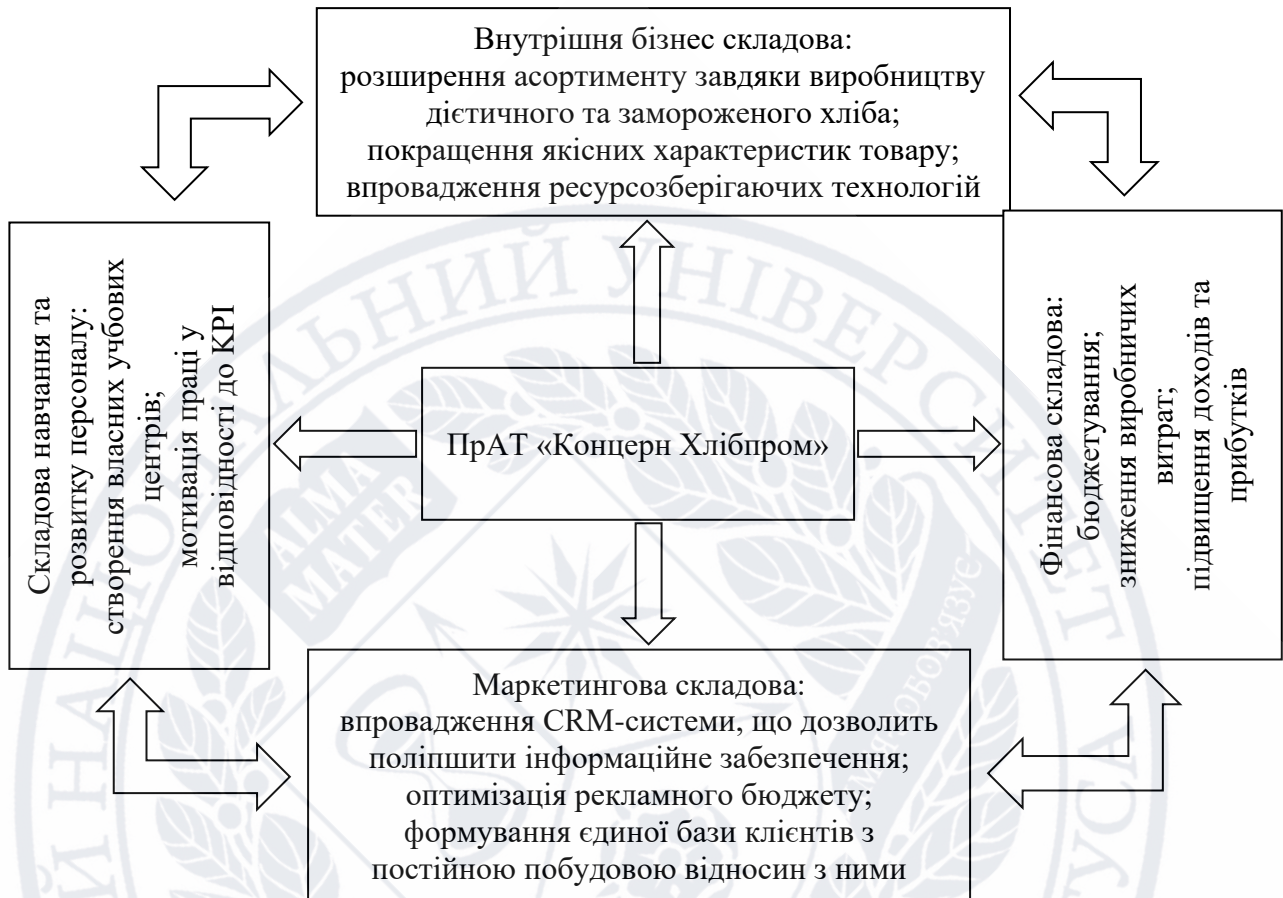 Внутрішня бізнес складова:
розширення асортименту завдяки виробництву
дієтичного та замороженого хліба;
покращення якісних характеристик товару;
впровадження ресурсозберігаючих технологій
Складова навчання та
розвитку персоналу:
створення власних учбових
центрів;
мотивація праці у
відповідності до KPI
ПрАТ «Концерн Хлібпром»
Фінансова складова:
бюджетування;
зниження виробничих
витрат;
підвищення доходів та
прибутків
Маркетингова складова:
впровадження CRM-системи, що дозволить
поліпшити інформаційне забезпечення;
оптимізація рекламного бюджету;
формування єдиної бази клієнтів з
постійною побудовою відносин з ними
ALMA
MATER